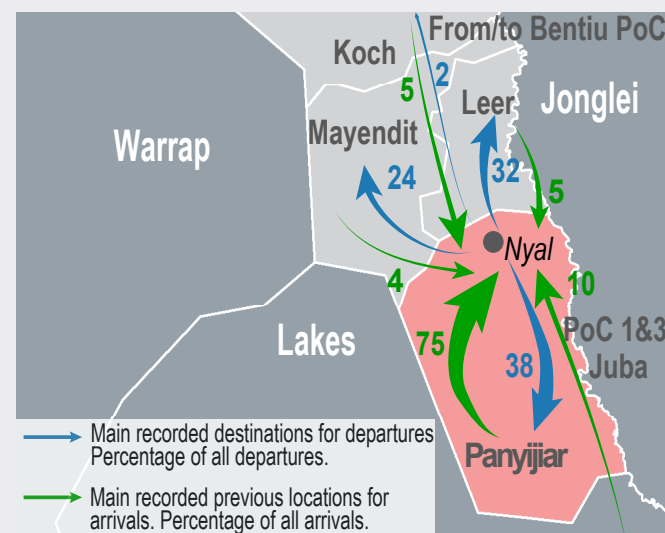 From/to Bentiu PoC
Koch
5
2
Leer
Jonglei
Warrap
Mayendit
24
32
5
Nyal
4
10
Lakes
75
38
PoC 1&3
Juba
Panyijiar
Main recorded destinations for departures
Percentage of all departures.
Main recorded previous locations for
arrivals. Percentage of all arrivals.